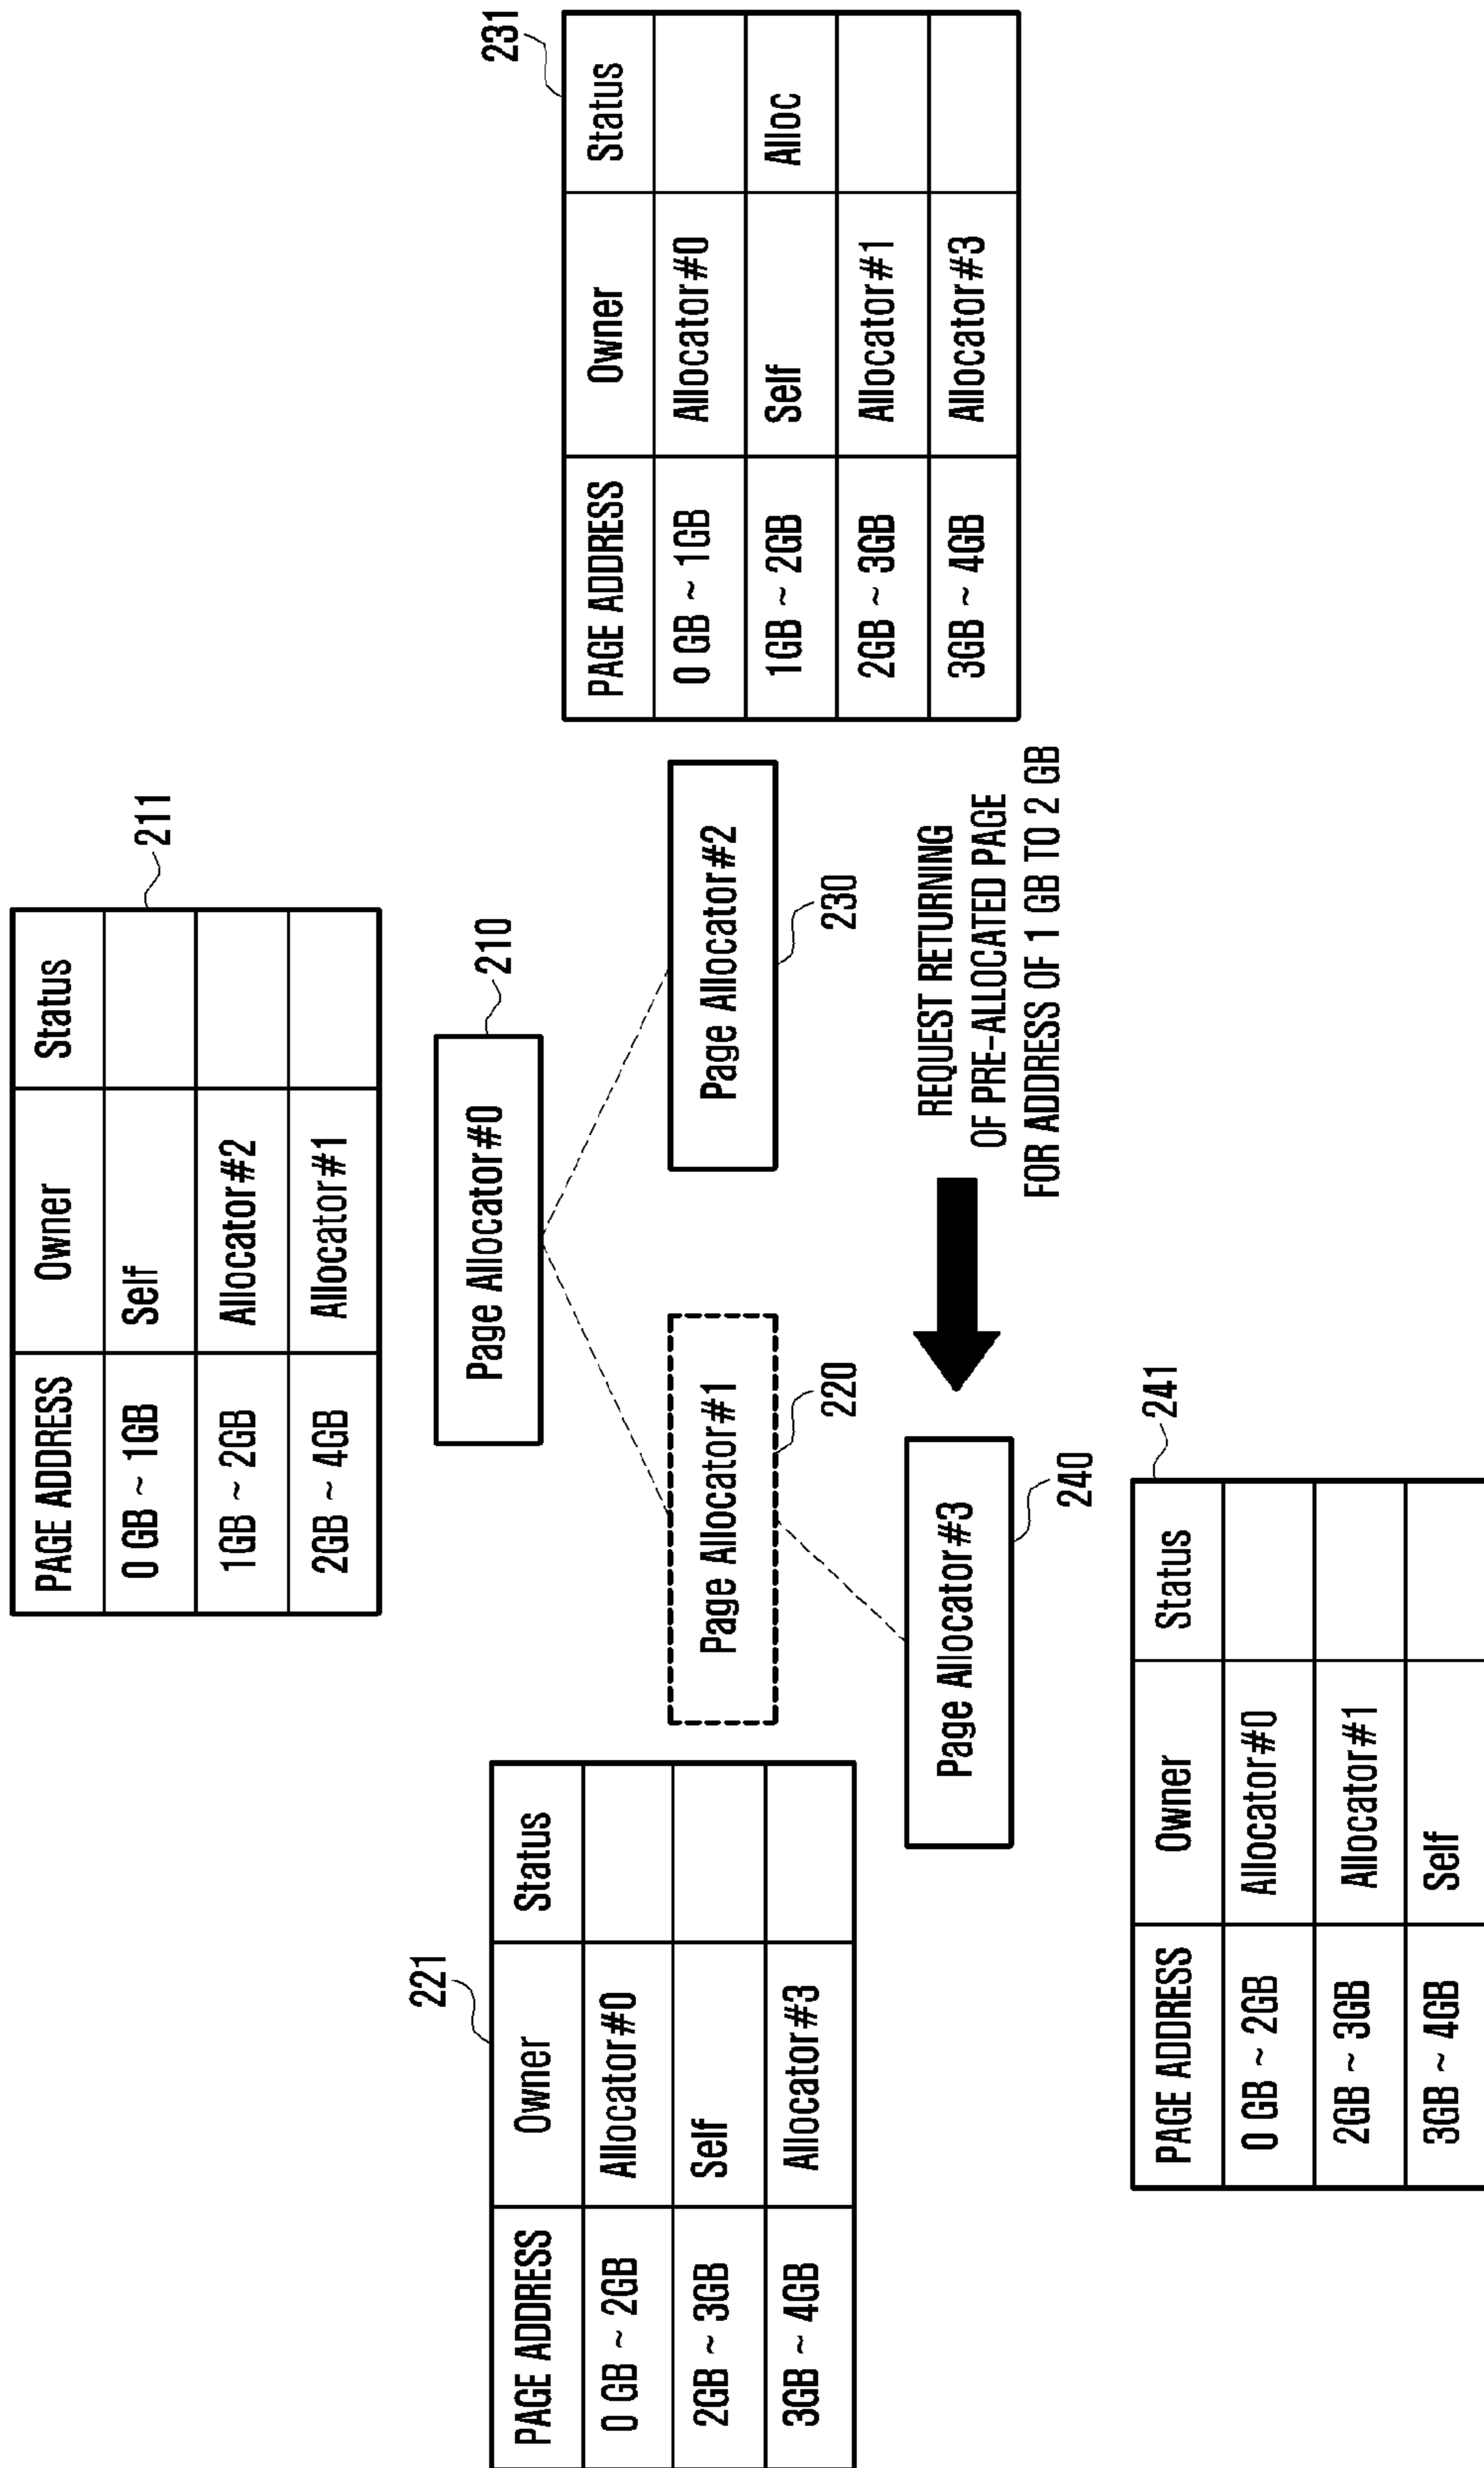 211
PAGE ADDRESS Owner Status
0 GB ~ 1GB Self
1GB ~ 2GB Allocator#2
2GB ~ 4GB Allocator#1
210
Page Allocator#0
221
PAGE ADDRESS Owner Status
0 GB ~ 2GB Allocator#0
2GB ~ 3GB Self
3GB ~ 4GB Allocator#3
Page Allocator#1
220
Page Allocator#2
230
231
PAGE ADDRESS Owner Status
0 GB ~ 1GB Allocator#0
1GB ~ 2GB Self Alloc
2GB ~ 3GB Allocator#1
3GB ~ 4GB Allocator#3
Page Allocator#3
240
REQUEST RETURNING
OF PRE-ALLOCATED PAGE
FOR ADDRESS OF 1 GB TO 2 GB
241
PAGE ADDRESS Owner Status
0 GB ~ 2GB Allocator#0
2GB ~ 3GB Allocator#1
3GB ~ 4GB Self